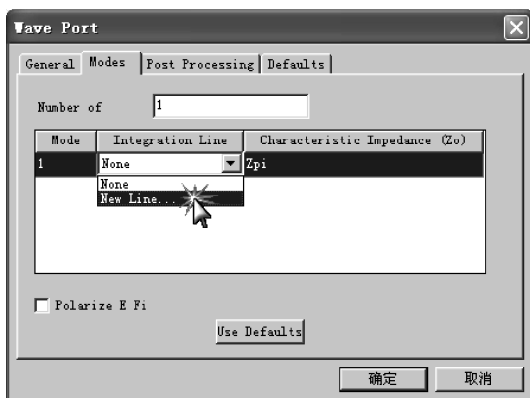 Wave Port
General Modes Post Processing Defaults
Number of 1
Mode Integration Line Characteristic Impedance (Zo)
1 None Zpi
None
New Line...
Polarize E Fi
Use Defaults
确定 取消